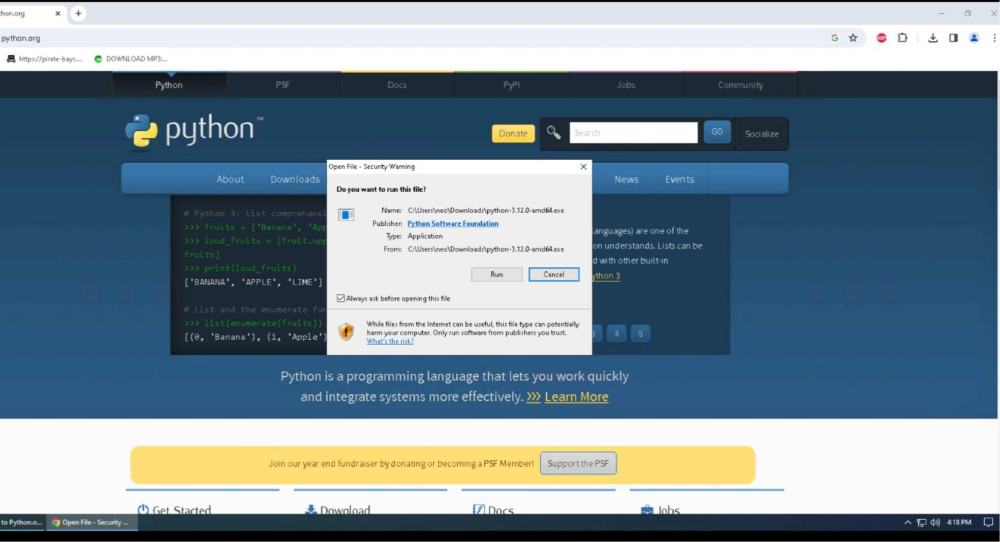 thon.org
python.org
https://pirate-bays....
DOWNLOAD MP3:...
Python
PSF
Docs
PyPI
Jobs
Community
python™
Donate
Search
GO
Socialize
About
Downloads
News
Events
# Python 3: List comprehensi
>>> fruits = ['Banana', 'App
>>> loud_fruits = [fruit.upp
fruits]
>>> print(loud_fruits)
['BANANA', 'APPLE', 'LIME']
# List and the enumerate fun
>>> list(enumerate(fruits))
[(0, 'Banana'), (1, 'Apple')
Open File - Security Warning
Do you want to run this file?
Name: C:\Users\neo\Downloads\python-3.12.0-amd64.exe
Publisher: Python Software Foundation
Type: Application
From: C:\Users\neo\Downloads\python-3.12.0-amd64.exe
Run
Cancel
Always ask before opening this file
While files from the Internet can be useful, this file type can potentially
harm your computer. Only run software from publishers you trust.
What's the risk?
languages) are one of the
on understands. Lists can be
d with other built-in
ython 3
3 4 5
Python is a programming language that lets you work quickly
and integrate systems more effectively. >>> Learn More
Join our year end fundraiser by donating or becoming a PSF Member!
Support the PSF
Get Started
Download
Docs
Jobs
to Python.o...
Open File - Security ...
4:18 PM